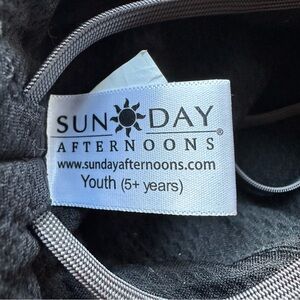 SUN DAY
AFTERNOONS®
www.sundayafternoons.com
Youth (5+ years)